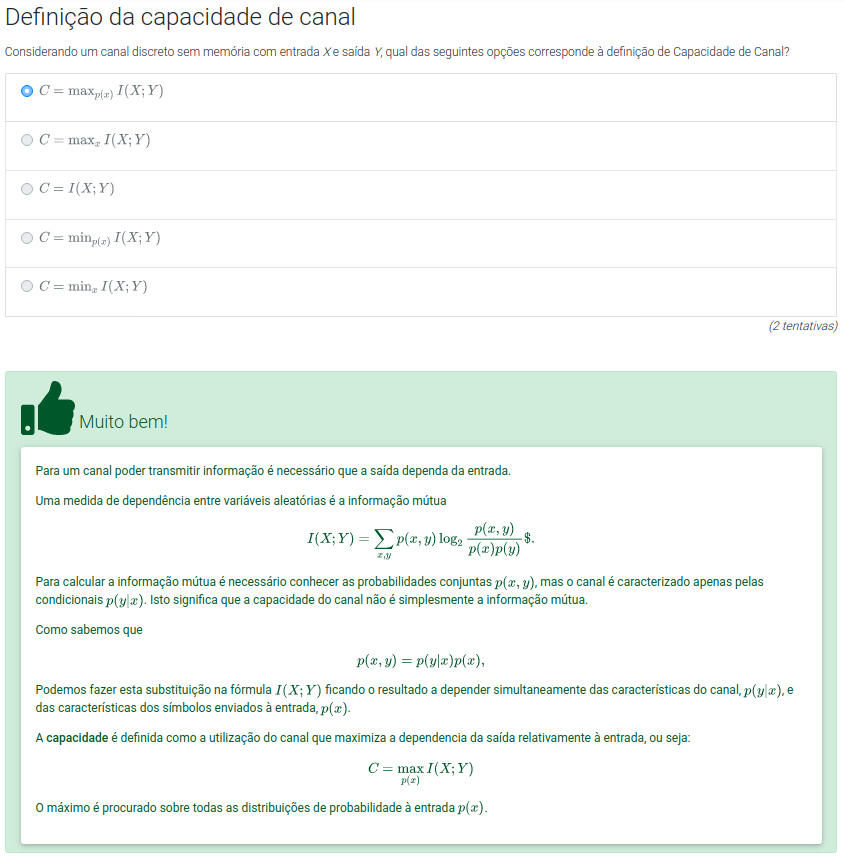 Definição da capacidade de canal
Considerando um canal discreto sem memória com entrada X e saída Y, qual das seguintes opções corresponde à definição de Capacidade de Canal?
C = max_{p(x)} I(X; Y)
C = max_x I(X; Y)
C = I(X; Y)
C = min_{p(x)} I(X; Y)
C = min_x I(X; Y)
(2 tentativas)
Muito bem!
Para um canal poder transmitir informação é necessário que a saída dependa da entrada.
Uma medida de dependência entre variáveis aleatórias é a informação mútua
I(X; Y) = ∑_{x,y} p(x, y) log_2 \frac{p(x, y)}{p(x)p(y)}$.
Para calcular a informação mútua é necessário conhecer as probabilidades conjuntas p(x, y), mas o canal é caracterizado apenas pelas
condicionais p(y|x). Isto significa que a capacidade do canal não é simplesmente a informação mútua.
Como sabemos que
p(x, y) = p(y|x)p(x),
Podemos fazer esta substituição na fórmula I(X; Y) ficando o resultado a depender simultaneamente das características do canal, p(y|x), e
das características dos símbolos enviados à entrada, p(x).
A capacidade é definida como a utilização do canal que maximiza a dependencia da saída relativamente à entrada, ou seja:
C = max_{p(x)} I(X; Y)
O máximo é procurado sobre todas as distribuições de probabilidade à entrada p(x).